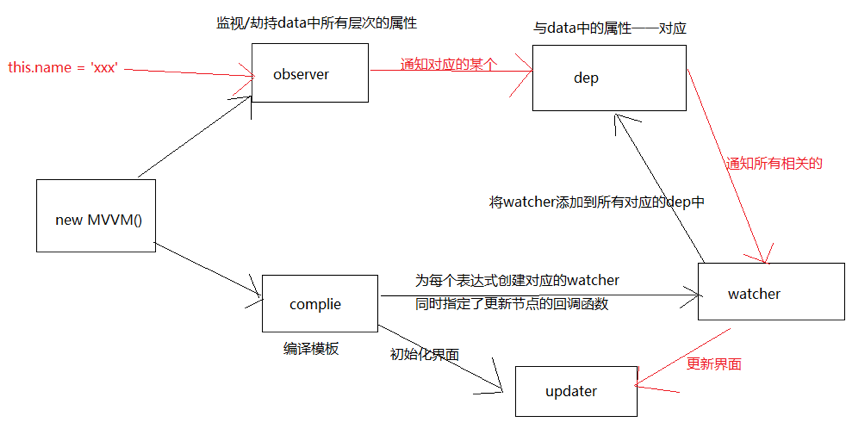 监视/劫持data中所有层次的属性
与data中的属性一一对应
this.name = 'xxx'
observer
通知对应的某个
dep
通知所有相关的
将watcher添加到所有对应的dep中
new MVVM()
complie
为每个表达式创建对应的watcher
同时指定了更新节点的回调函数
watcher
编译模板
初始化界面
更新界面
updater